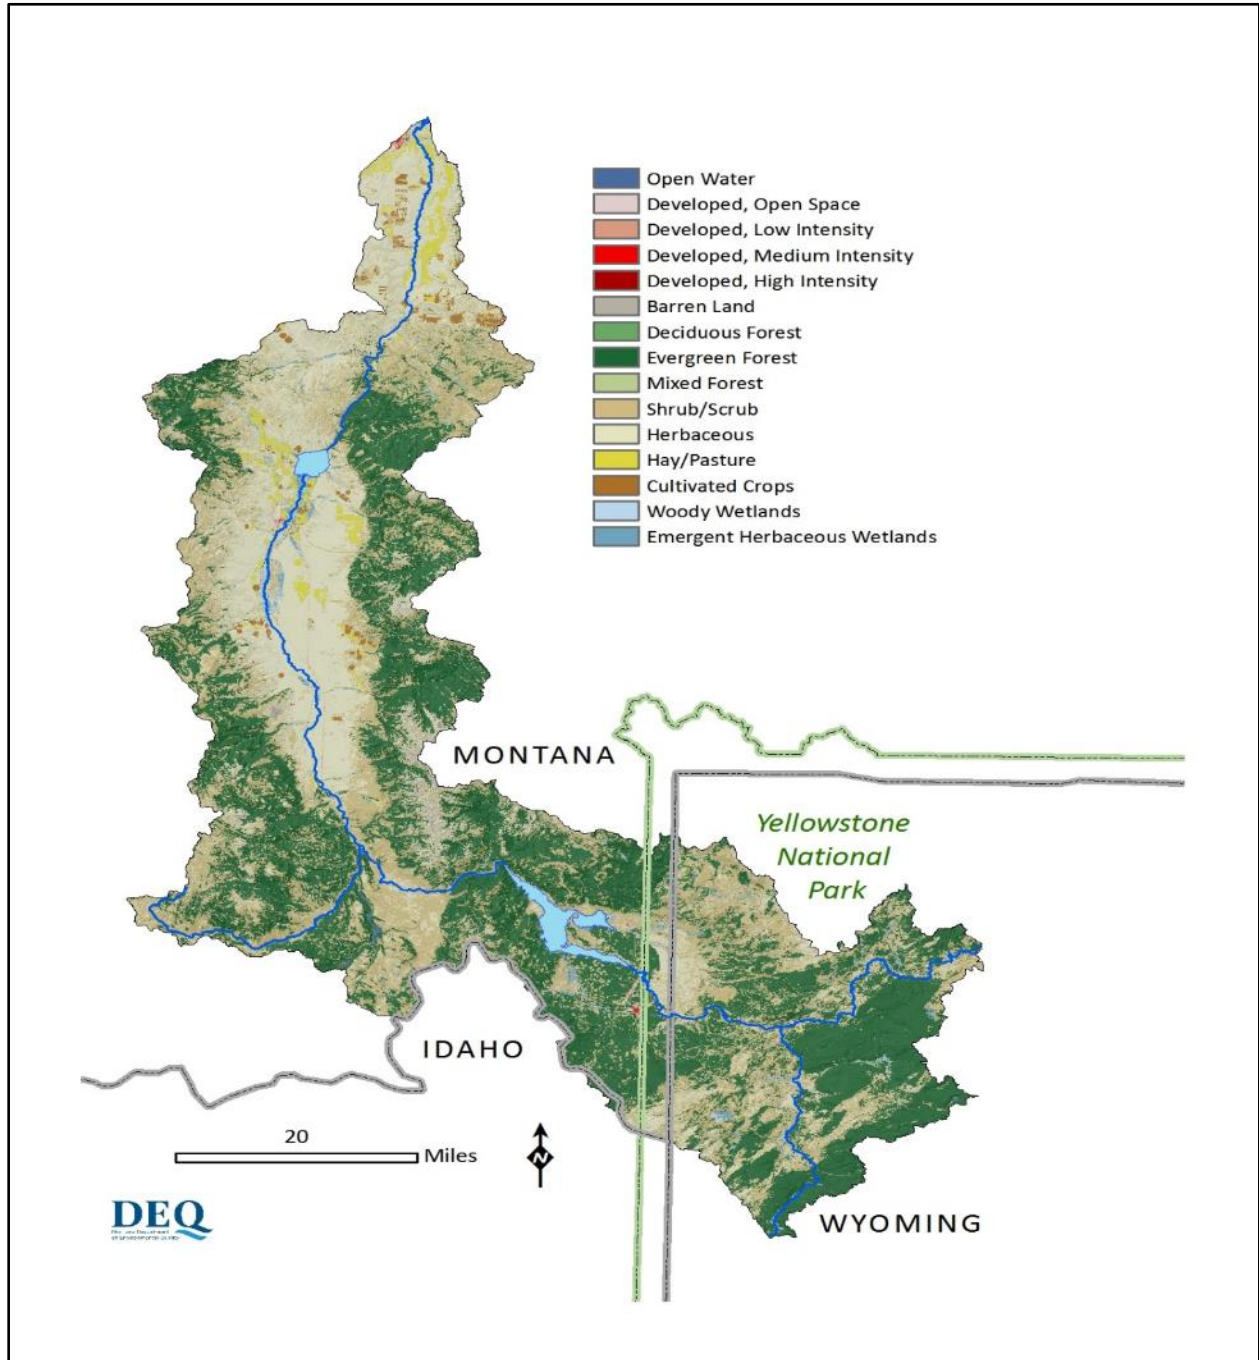 Open Water
Developed, Open Space
Developed, Low Intensity
Developed, Medium Intensity
Developed, High Intensity
Barren Land
Deciduous Forest
Evergreen Forest
Mixed Forest
Shrub/Scrub
Herbaceous
Hay/Pasture
Cultivated Crops
Woody Wetlands
Emergent Herbaceous Wetlands
MONTANA
Yellowstone
National
Park
IDAHO
20
Miles
N
DEQ
WYOMING